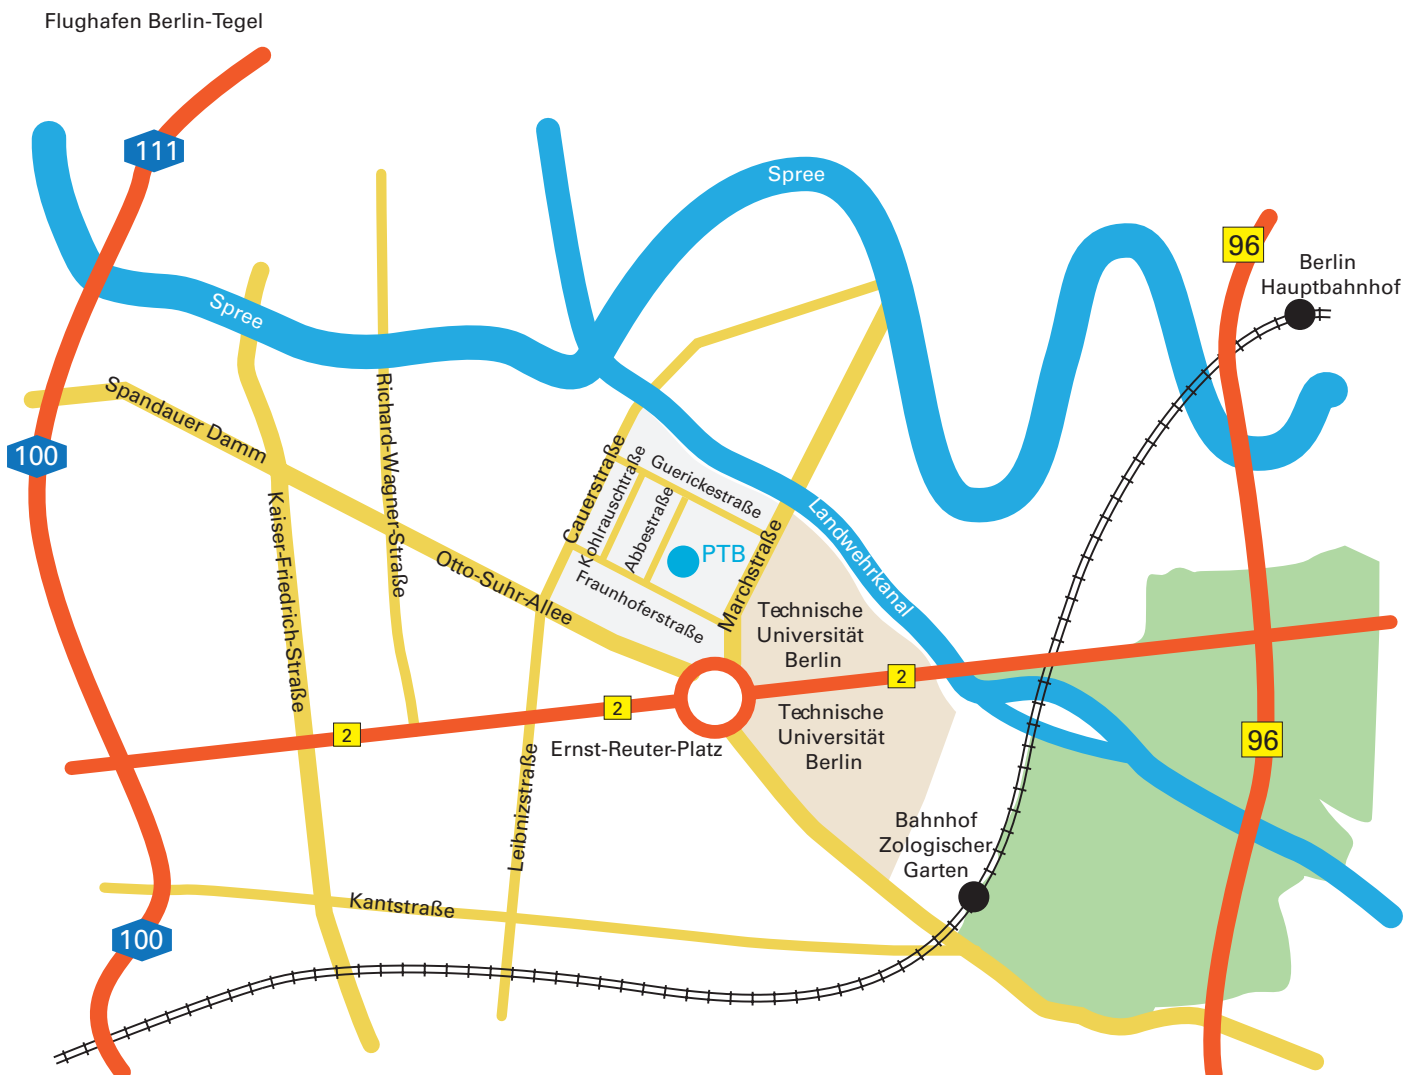 Flughafen Berlin-Tegel
111
Spree
96
Berlin
Hauptbahnhof
Spree
Spandauer Damm
Richard-Wagner-Straße
100
Cauerstraße
Kohlrauschtraße
Guerickestraße
Abbestraße
PTB
Marchstraße
Landwehrkanal
Kaiser-Friedrich-Straße
Otto-Suhr-Allee
Fraunhoferstraße
Technische
Universität
Berlin
2
2
2
Ernst-Reuter-Platz
Technische
Universität
Berlin
96
Leibnizstraße
Bahnhof
Zologischer
Garten
Kantstraße
100